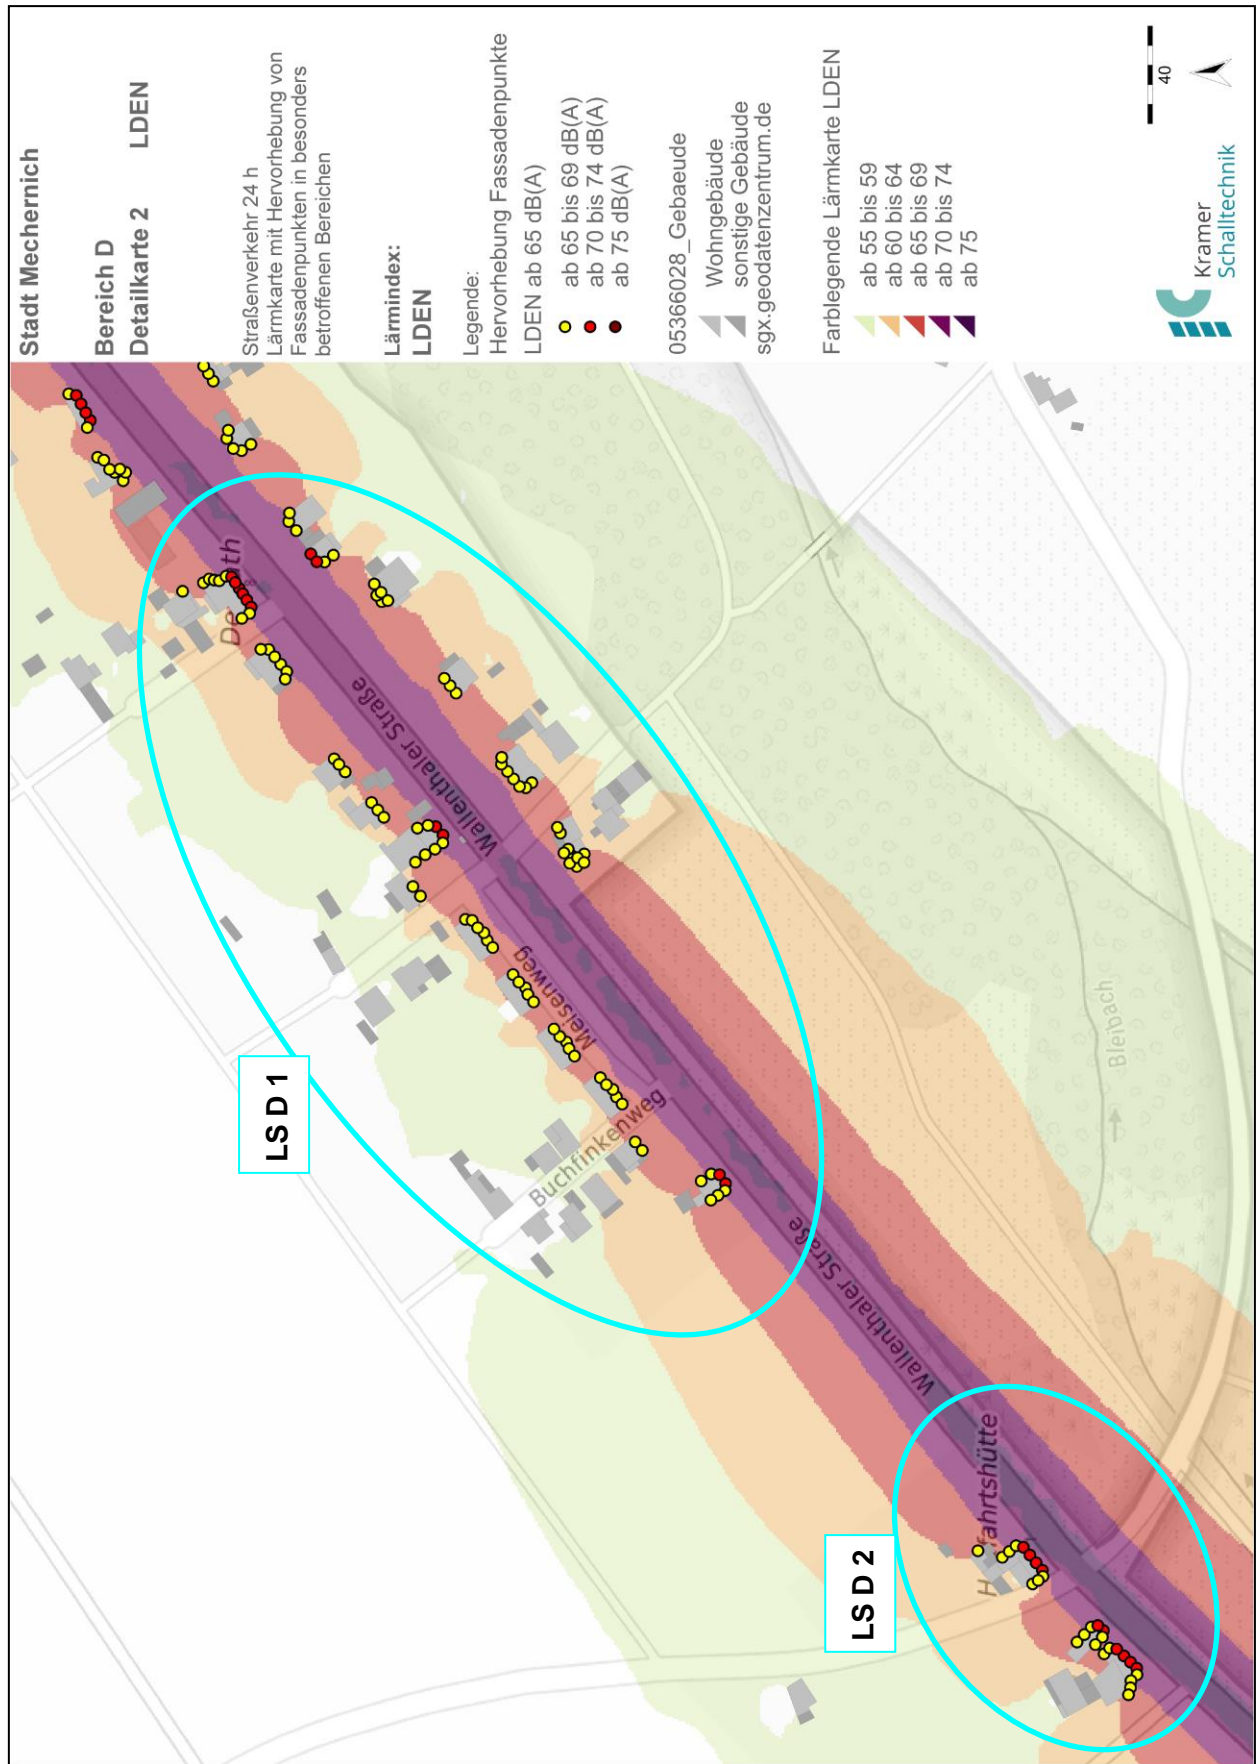 Stadt Mechernich
Bereich D
Detailkarte 2 LDEN
Straßenverkehr 24 h
Lärmkarte mit Hervorhebung von
Fassadenpunkten in besonders
betroffenen Bereichen
Lärmindex:
LDEN
Legende:
Hervorhebung Fassadenpunkte
LDEN ab 65 dB(A)
ab 65 bis 69 dB(A)
ab 70 bis 74 dB(A)
ab 75 dB(A)
05366028_Gebaeude
Wohngebäude
sonstige Gebäude
sgx.geodatenzentrum.de
Farblegende Lärmkarte LDEN
ab 55 bis 59
ab 60 bis 64
ab 65 bis 69
ab 70 bis 74
ab 75
40
Kramer
Schalltechnik
LS D 1
LS D 2
Wallenthaler Straße
Meisenweg
Buchfinkenweg
Wallenthaler Straße
Bleibach